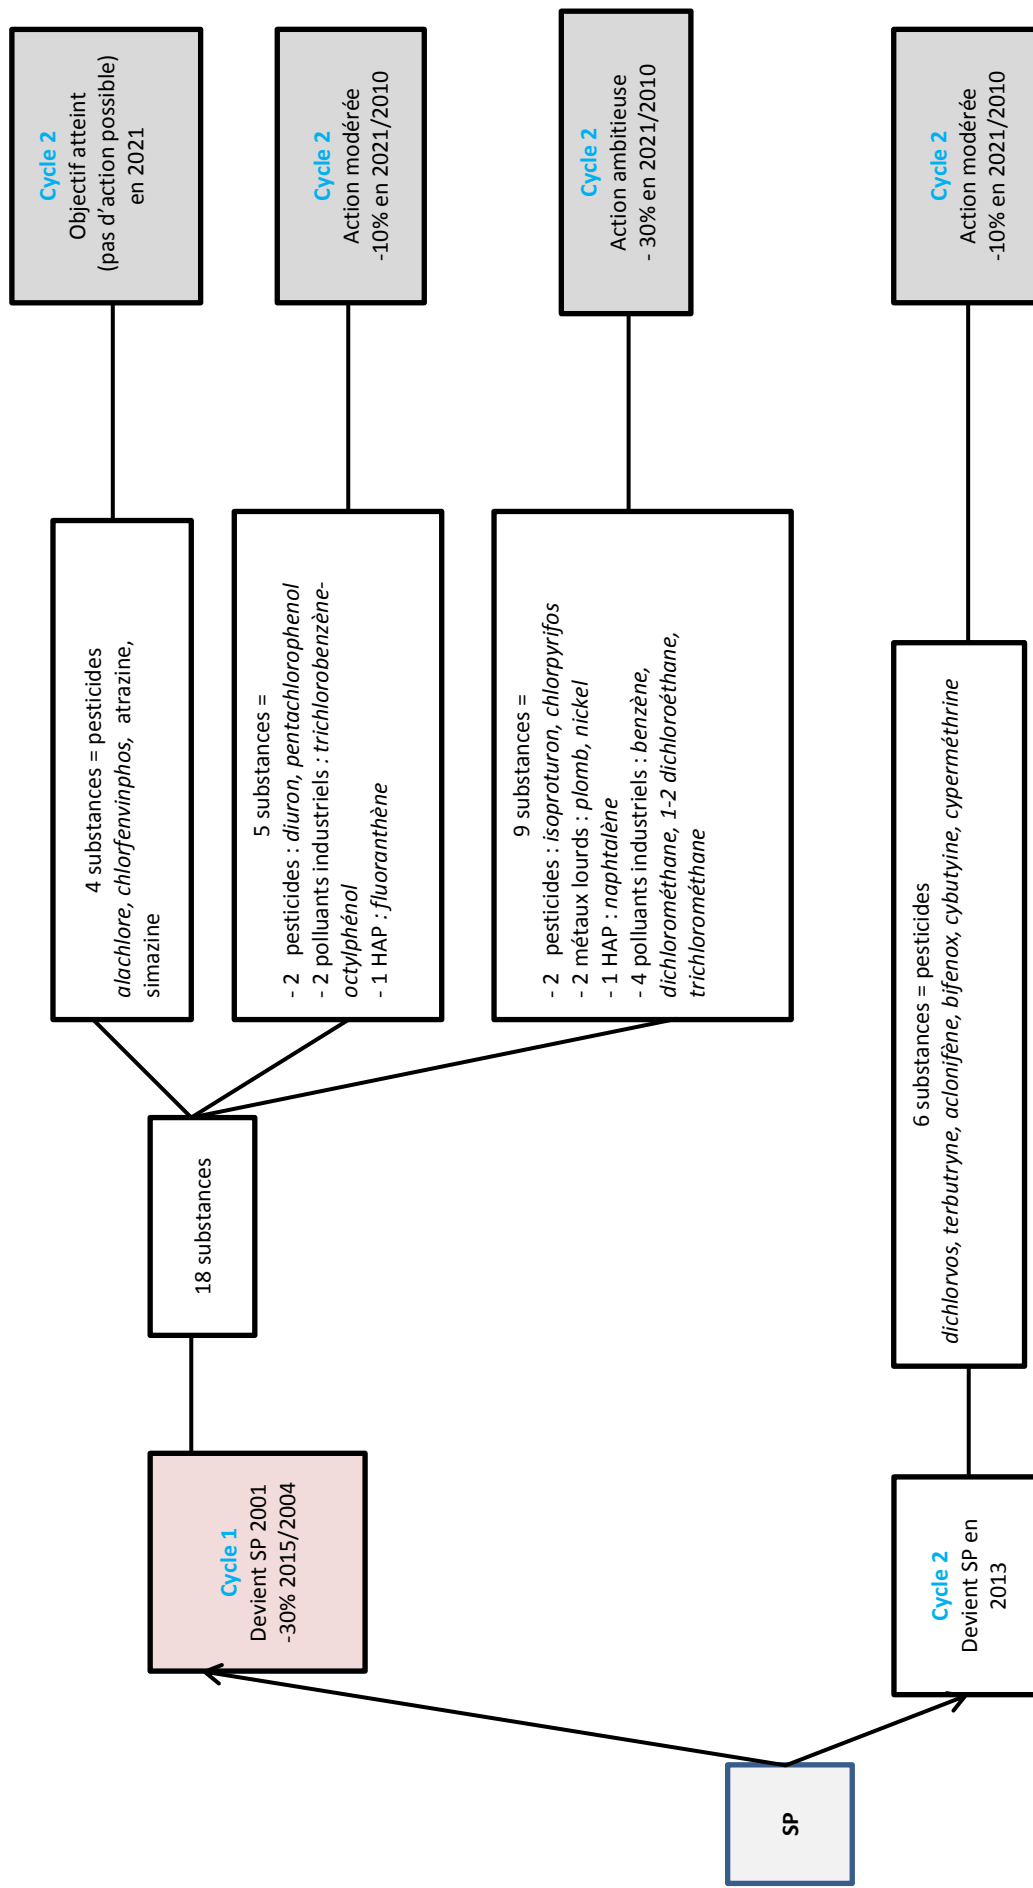 SP
Cycle 1
Devient SP 2001
-30% 2015/2004
18 substances
4 substances = pesticides
alachlore, chlorfenvinphos, atrazine,
simazine
Cycle 2
Objectif atteint
(pas d'action possible)
en 2021
5 substances =
- 2 pesticides : diuron, pentachlorophenol
- 2 polluants industriels : trichlorobenzène-
octylphénol
- 1 HAP : fluoranthène
Cycle 2
Action modérée
-10% en 2021/2010
9 substances =
- 2 pesticides : isoproturon, chlorpyrifos
- 2 métaux lourds : plomb, nickel
- 1 HAP : naphtalène
- 4 polluants industriels : benzène,
dichlorométhane, 1-2 dichloroéthane,
trichlorométhane
Cycle 2
Action ambitieuse
- 30% en 2021/2010
Cycle 2
Devient SP en
2013
6 substances = pesticides
dichlorvos, terbutryne, aclonifène, bifenox, cybutyine, cyperméthrine
Cycle 2
Action modérée
-10% en 2021/2010